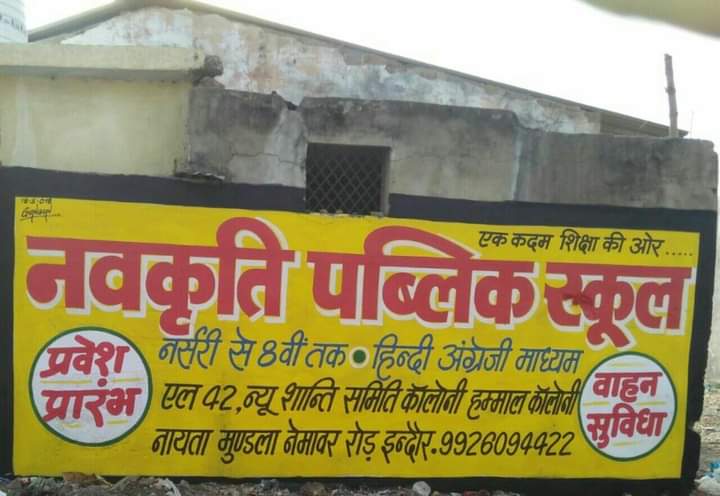 एक कदम शिक्षा की ओर.....
नवकृति पब्लिक स्कूल
प्रवेश
प्रारंभ
नर्सरी से 8वीं तक • हिन्दी अंग्रेजी माध्यम
एल 42, न्यू शान्ति समिति कॉलोनी हम्माल कॉलोनी
नायता मुण्डला नेमावर रोड़ इन्दौर. 9926094422
वाहन
सुविधा